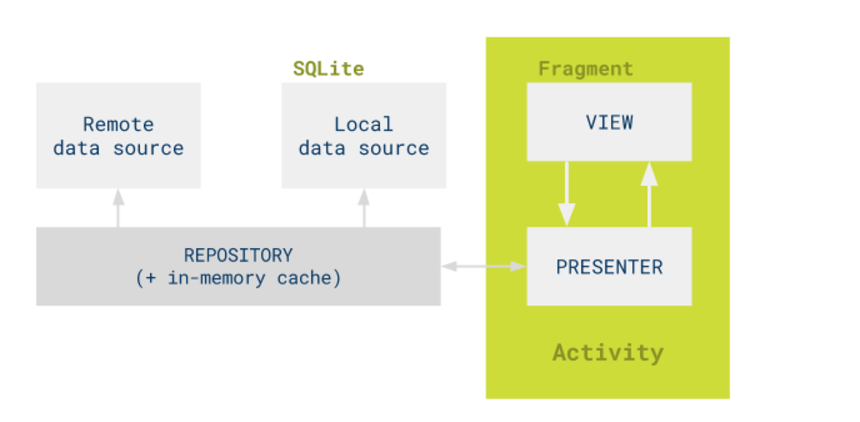 SQLite
Fragment
Remote
data source
Local
data source
VIEW
REPOSITORY
(+ in-memory cache)
PRESENTER
Activity